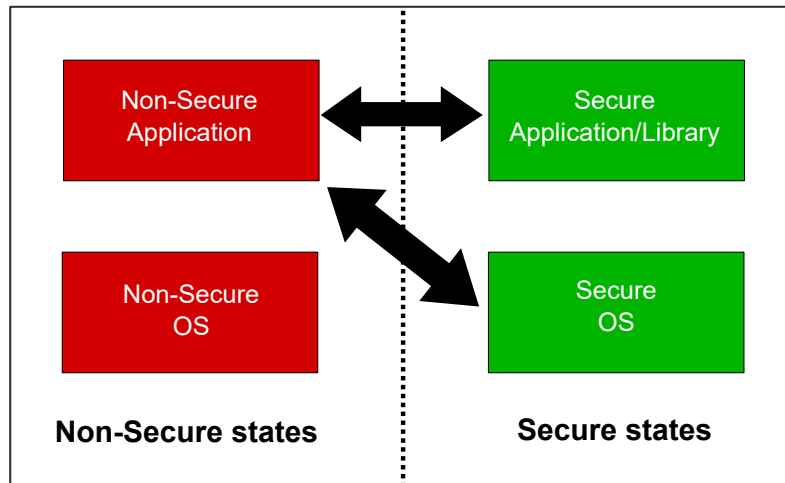 Non-Secure
Application
Secure
Application/Library
Non-Secure
OS
Secure
OS
Non-Secure states
Secure states